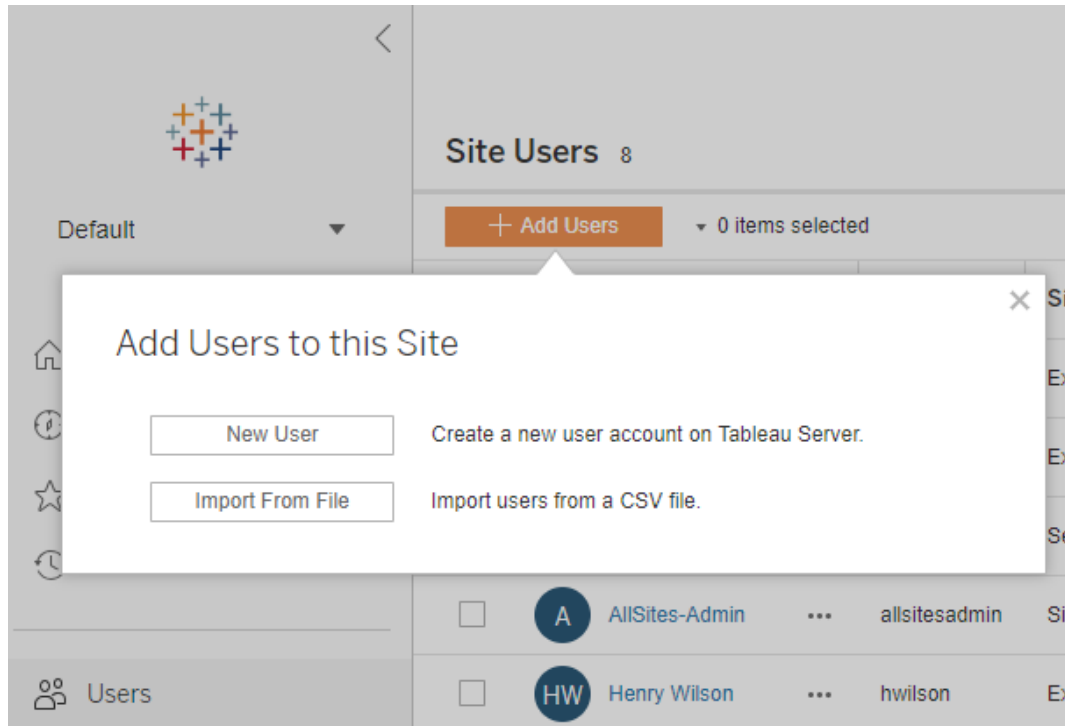 Site Users 8
Default
+ Add Users
0 items selected
Add Users to this Site
New User
Create a new user account on Tableau Server.
Import From File
Import users from a CSV file.
A AllSites-Admin ... allsitesadmin
Users
HW Henry Wilson ... hwilson